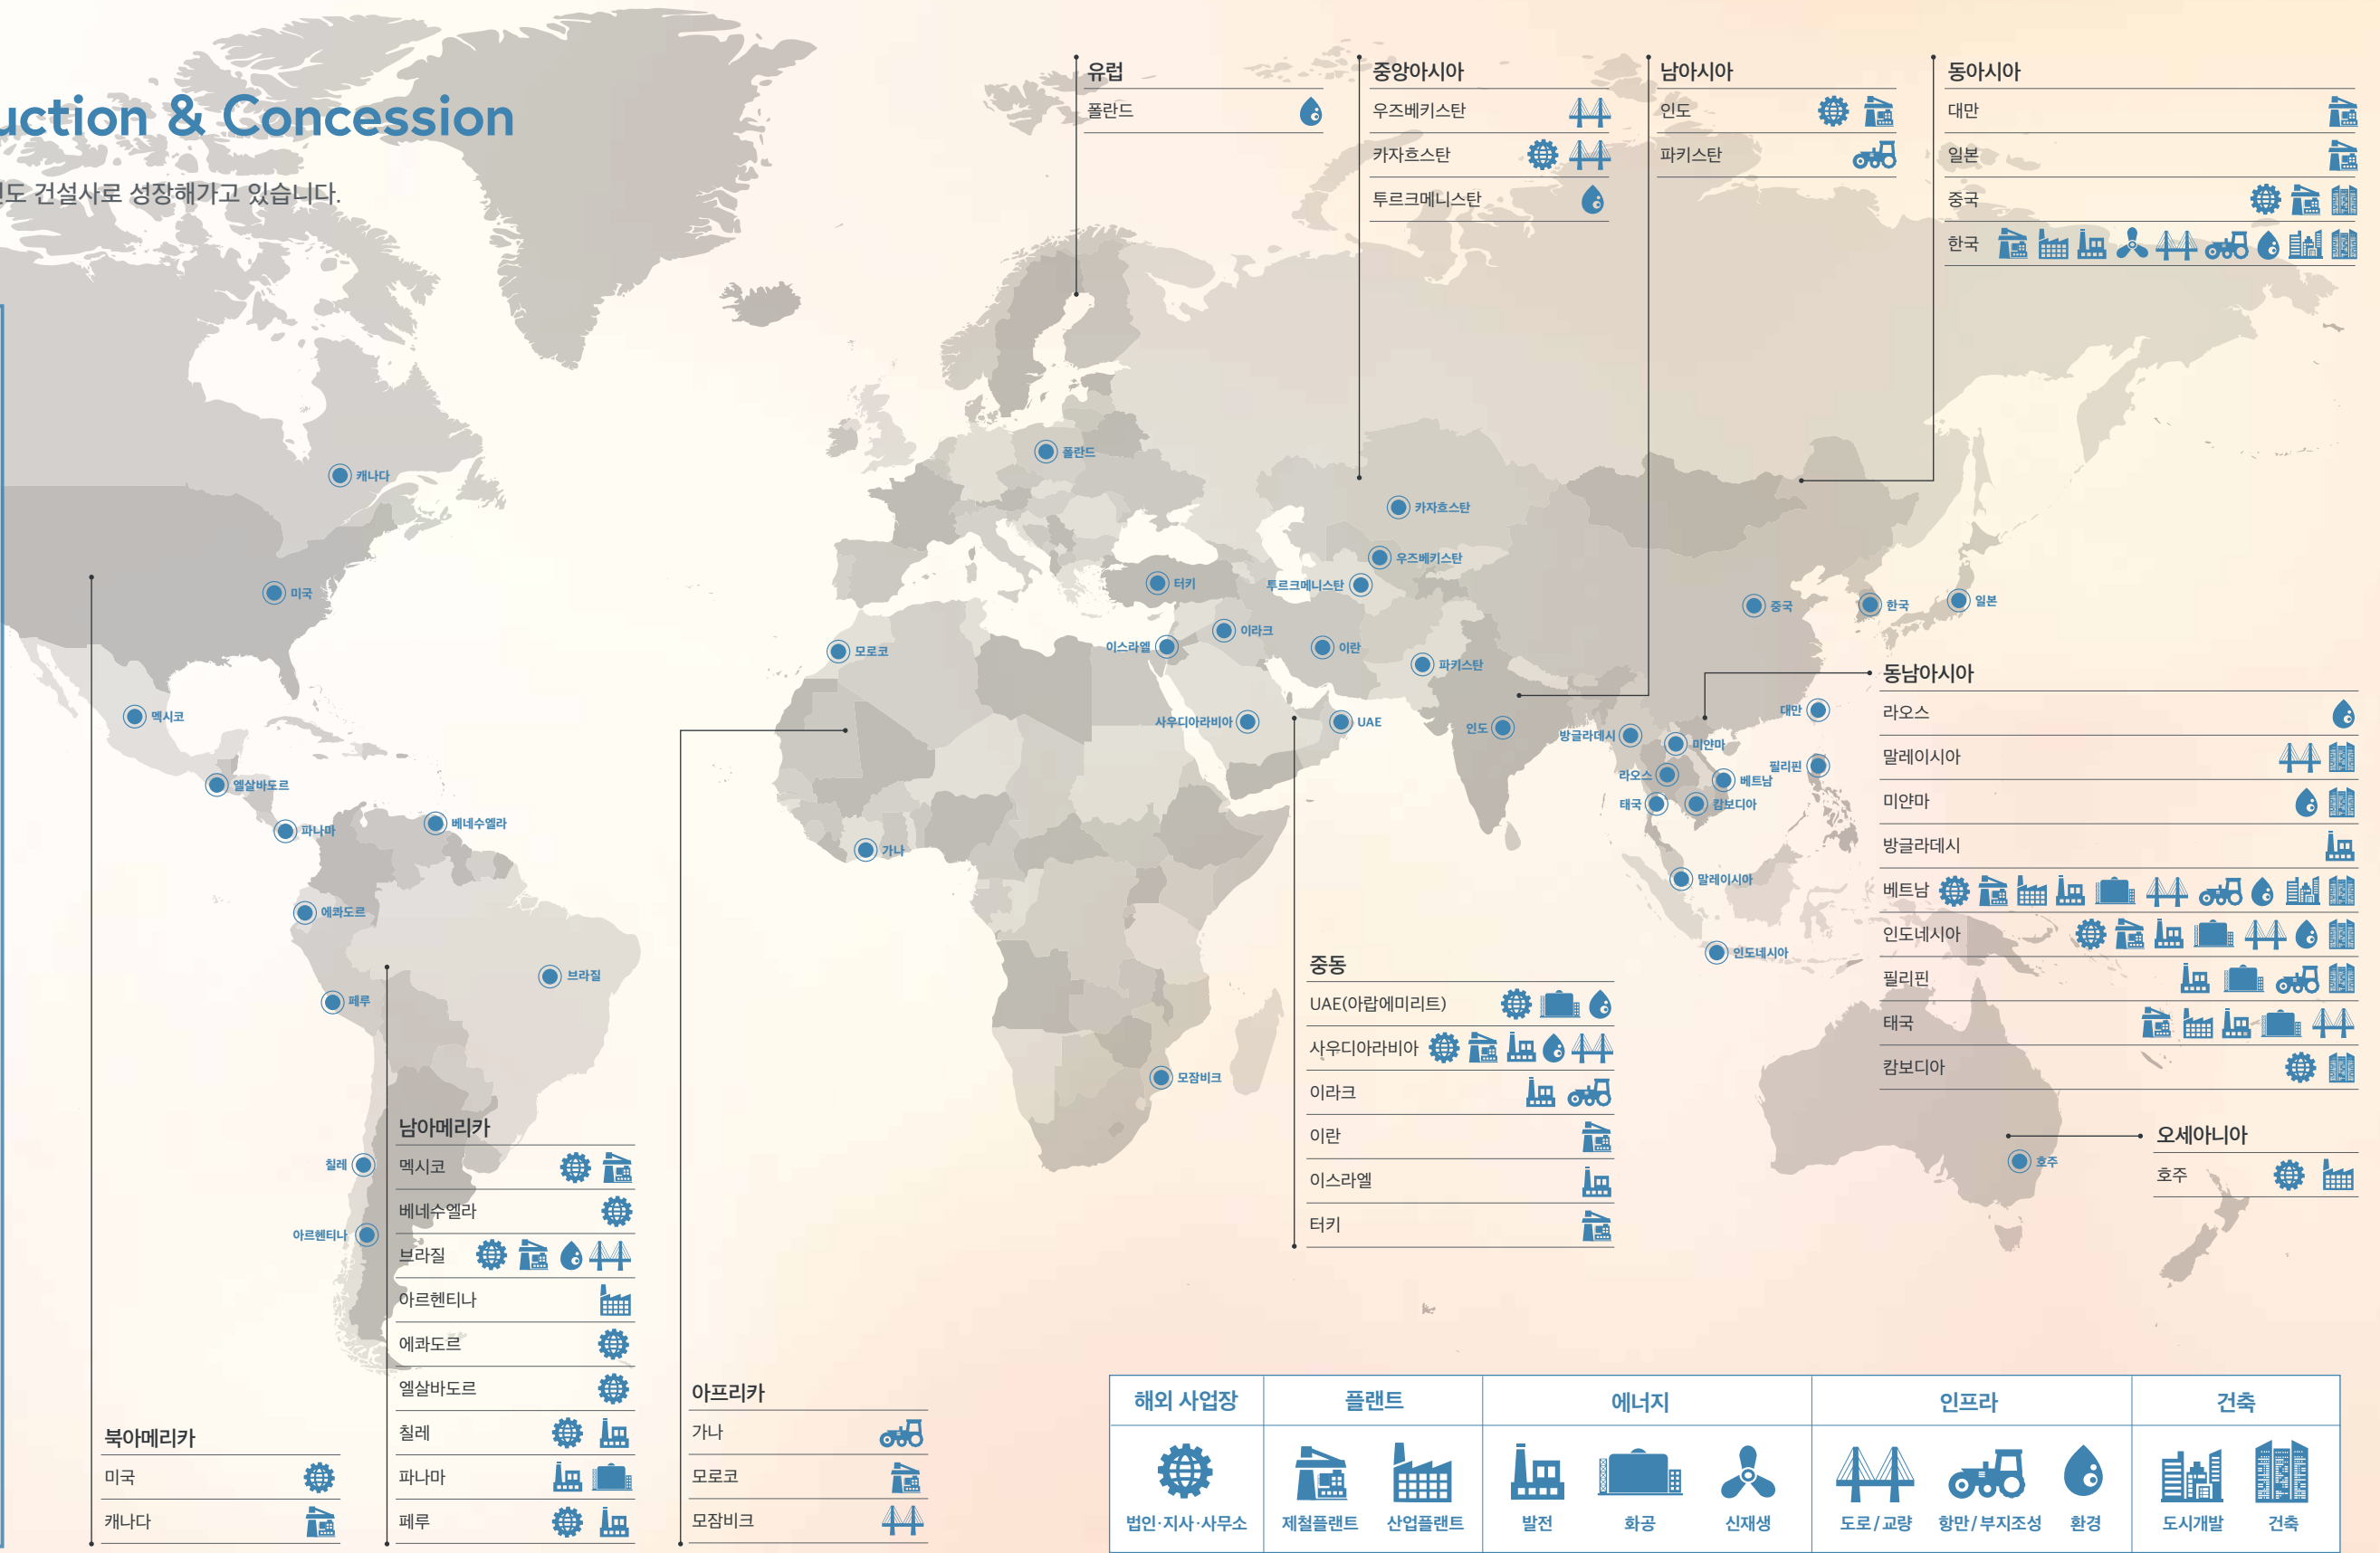 uction & Concession
도 건설사로 성장해가고 있습니다.
유럽
폴란드
중앙아시아
우즈베키스탄
카자흐스탄
투르크메니스탄
남아시아
인도
파키스탄
동아시아
대만
일본
중국
한국
캐나다
미국
멕시코
엘살바도르
파나마
베네수엘라
에콰도르
브라질
페루
칠레
아르헨티나
폴란드
카자흐스탄
우즈베키스탄
투르크메니스탄
터키
이라크
이스라엘
이란
모로코
파키스탄
사우디아라비아
UAE
인도
가나
모잠비크
중국
한국
일본
대만
방글라데시
미얀마
필리핀
라오스
베트남
태국
캄보디아
말레이시아
인도네시아
호주
동남아시아
라오스
말레이시아
미얀마
방글라데시
베트남
인도네시아
필리핀
태국
캄보디아
중동
UAE(아랍에미리트)
사우디아라비아
이라크
이란
이스라엘
터키
오세아니아
호주
남아메리카
멕시코
베네수엘라
브라질
아르헨티나
에콰도르
엘살바도르
칠레
파나마
페루
북아메리카
미국
캐나다
아프리카
가나
모로코
모잠비크
해외 사업장
플랜트
에너지
인프라
건축
법인·지사·사무소
제철플랜트
산업플랜트
발전
화공
신재생
도로/교량
항만/부지조성
환경
도시개발
건축